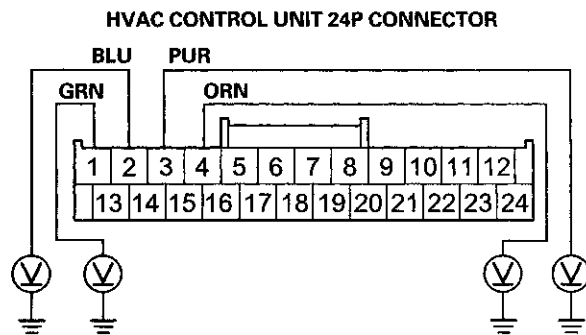 HVAC CONTROL UNIT 24P CONNECTOR
BLU PUR
GRN ORN
1 2 3 4 5 6 7 8 9 10 11 12
13 14 15 16 17 18 19 20 21 22 23 24
V V V V